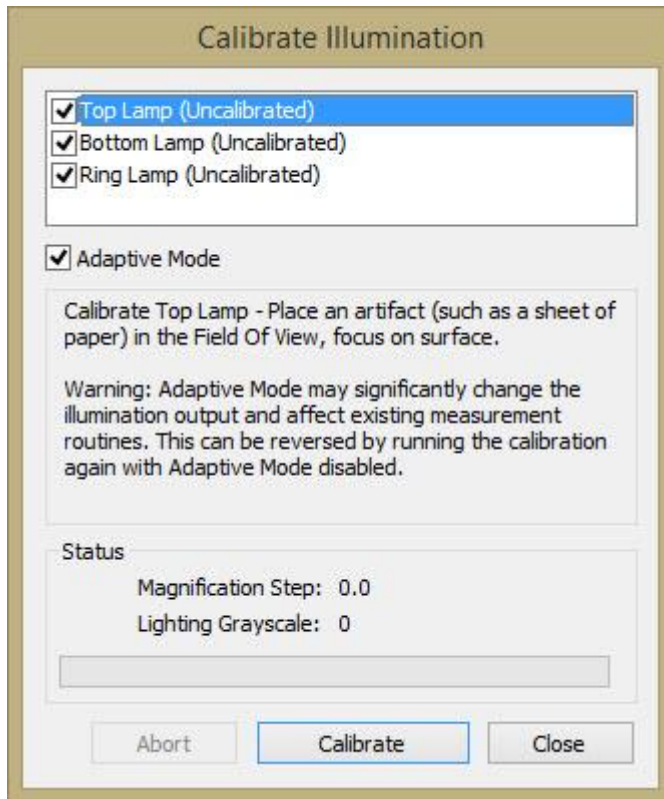 Calibrate Illumination
Top Lamp (Uncalibrated)
Bottom Lamp (Uncalibrated)
Ring Lamp (Uncalibrated)
Adaptive Mode
Calibrate Top Lamp - Place an artifact (such as a sheet of
paper) in the Field Of View, focus on surface.
Warning: Adaptive Mode may significantly change the
illumination output and affect existing measurement
routines. This can be reversed by running the calibration
again with Adaptive Mode disabled.
Status
Magnification Step: 0.0
Lighting Grayscale: 0
Abort Calibrate Close